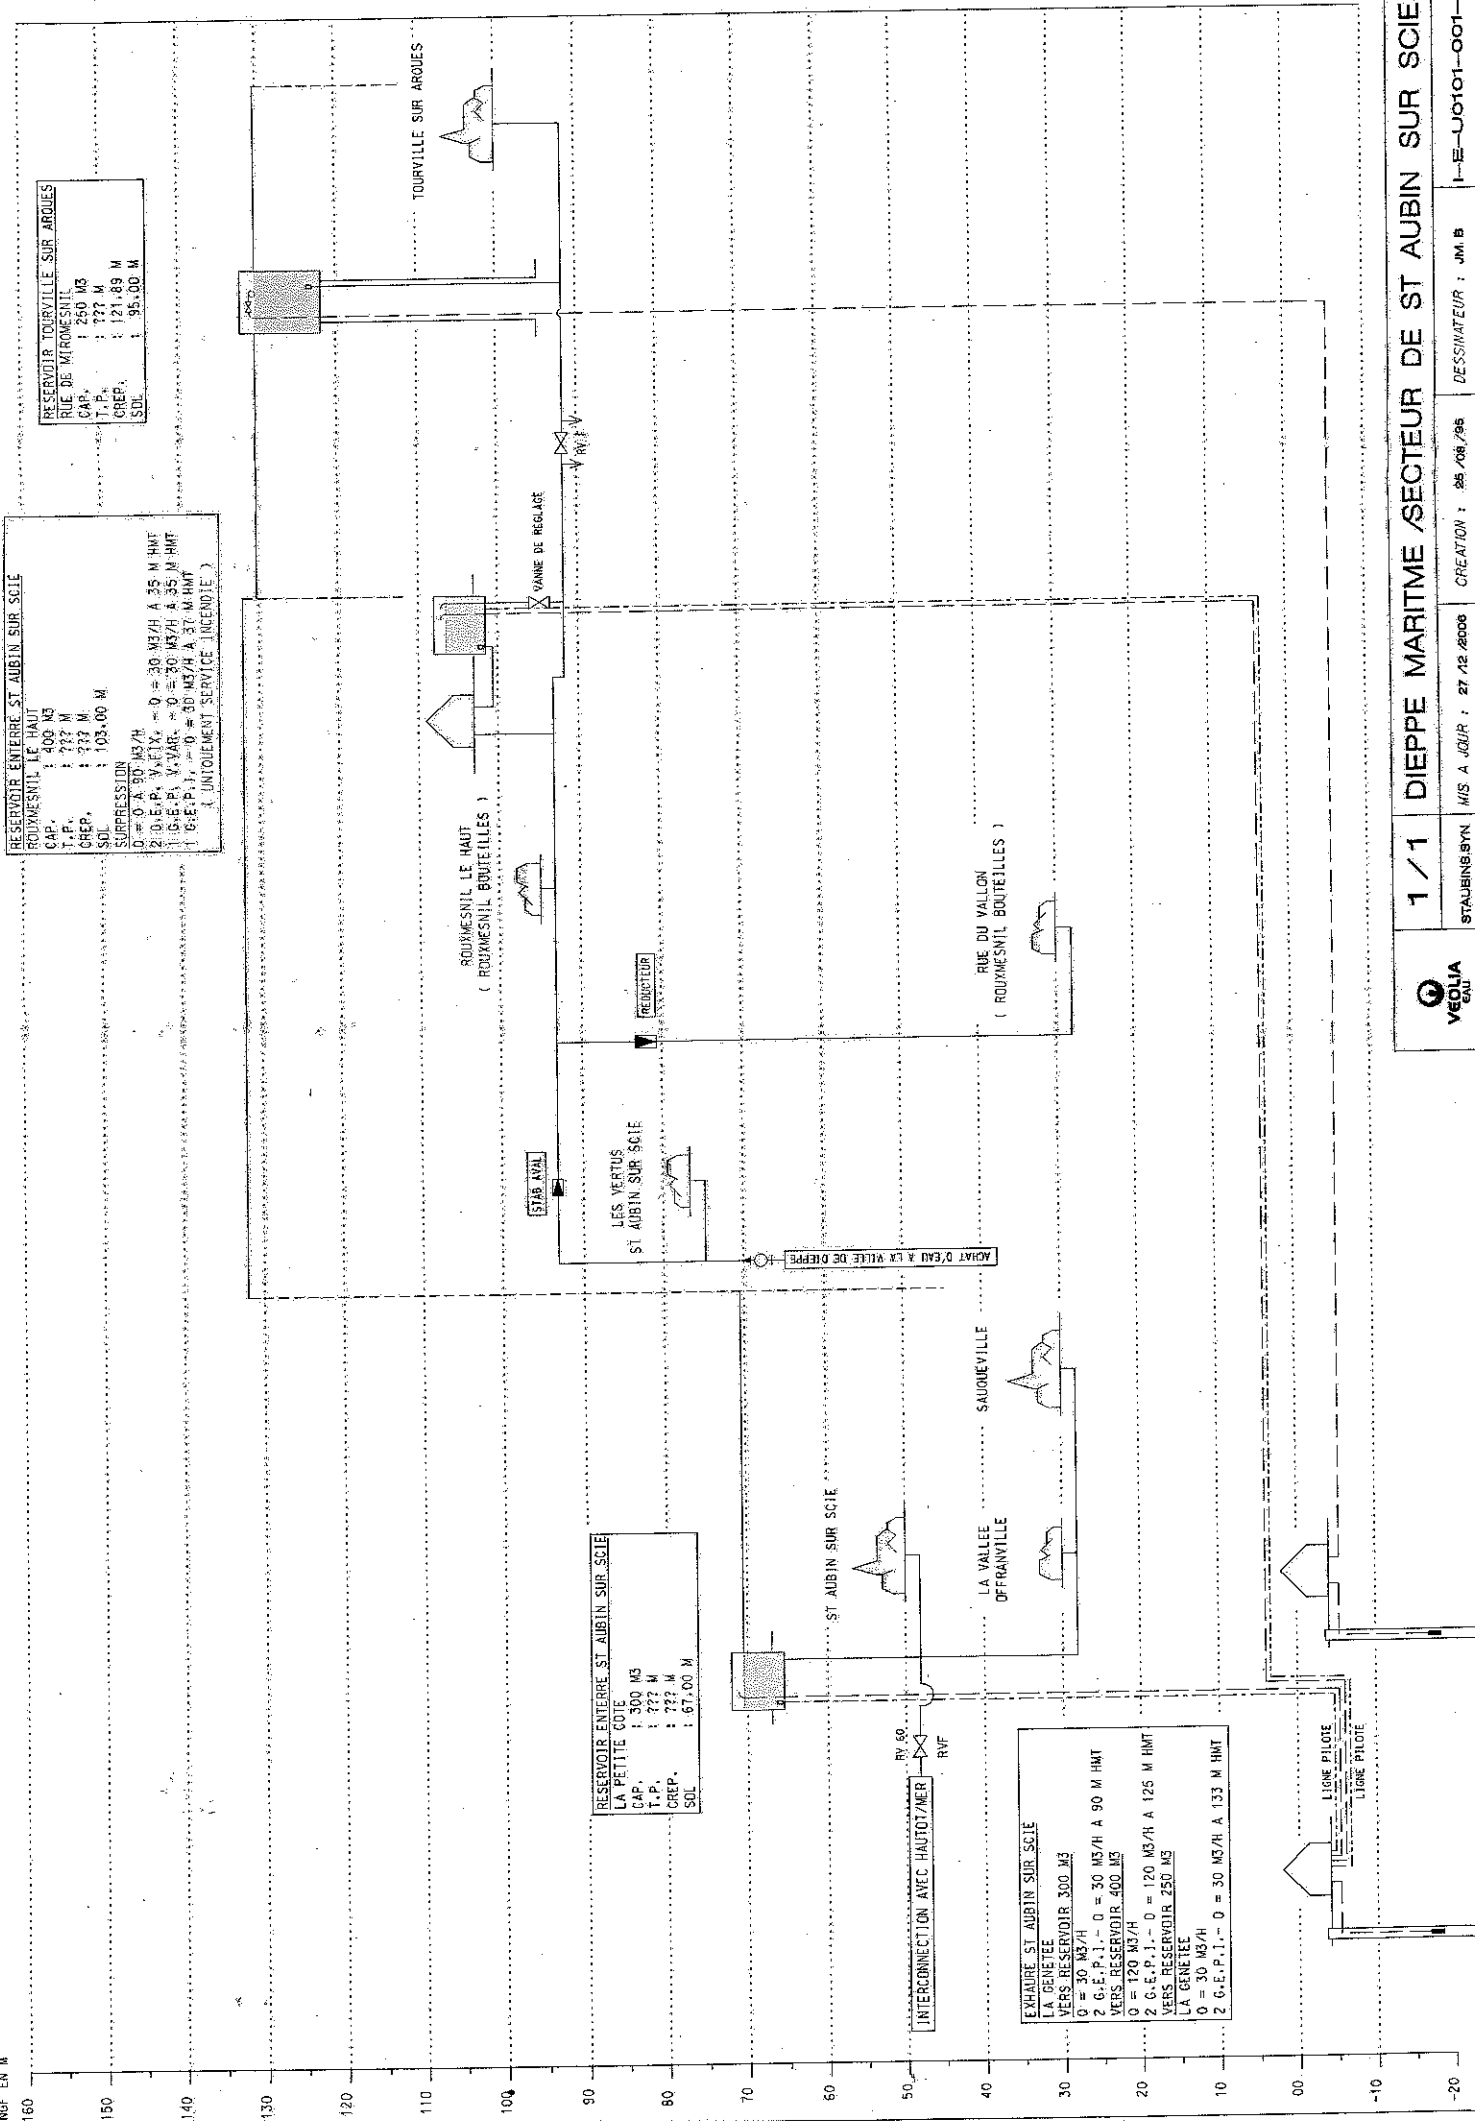 NGF EN M
160
150
140
130
120
110
100
90
80
70
60
50
40
30
20
10
00
-10
-20
RESERVOIR ENTERRE ST AUBIN SUR SCIE
ROUXMESNIL LE HAUT
CAP. : 400 M3
T.P. : ??? M
CREP. : ??? M
SOL : 103.00 M
SURPRESSION
Q = 0 A 90 M3/H
2 G.E.P. V.FIX. - Q = 30 M3/H A 35 M HMT
1 G.E.P. V.VAR. - Q = 30 M3/H A 35 M HMT
1 G.E.P.I. - Q = 30 M3/H A 37 M HMT
( UNIQUEMENT SERVICE INCENDIE )
RESERVOIR TOURVILLE SUR ARQUES
RUE DE MIROMESNIL
CAP. : 250 M3
T.P. : ??? M
CREP. : 121.89 M
SOL : 95.00 M
TOURVILLE SUR ARQUES
VANNE DE REGLAGE
ROUXMESNIL LE HAUT
( ROUXMESNIL BOUTEILLES )
REDUCTEUR
STAB AVAL
LES VERTUS
ST AUBIN SUR SCIE
ACHAT D'EAU A LA VILLE DE DIEPPE
RUE DU VALLON
( ROUXMESNIL BOUTEILLES )
RESERVOIR ENTERRE ST AUBIN SUR SCIE
LA PETITE COTE
CAP. : 300 M3
T.P. : ??? M
CREP. : ??? M
SOL : 67.00 M
ST AUBIN SUR SCIE
SAUQUEVILLE
LA VALLEE
OFFRANVILLE
RV 60
RVF
INTERCONNECTION AVEC HAUTOT/MER
EXHAURE ST AUBIN SUR SCIE
LA GENETEE
VERS RESERVOIR 300 M3
Q = 30 M3/H
2 G.E.P.I.- Q = 30 M3/H A 90 M HMT
VERS RESERVOIR 400 M3
Q = 120 M3/H
2 G.E.P.I.- Q = 120 M3/H A 125 M HMT
VERS RESERVOIR 250 M3
LA GENETEE
Q = 30 M3/H
2 G.E.P.I.- Q = 30 M3/H A 133 M HMT
LIGNE PILOTE
LIGNE PILOTE
VEOLIA
EAU
1/1
DIEPPE MARITME /SECTEUR DE ST AUBIN SUR SCIE
STAUBINS.SYN
MIS A JOUR : 27 /12 /2006
CREATION : 25 /08 /95
DESSINATEUR : JM. B
I-E-U0101-001-